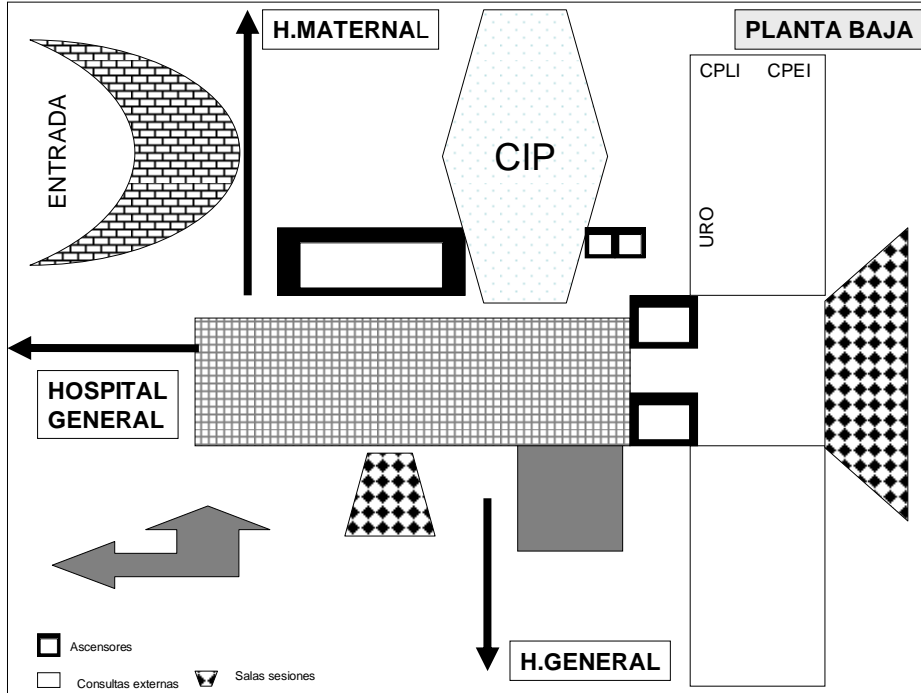 H.MATERNAL
PLANTA BAJA
CPLI CPEI
ENTRADA
CIP
URO
HOSPITAL
GENERAL
H.GENERAL
Ascensores
Consultas externas
Salas sesiones